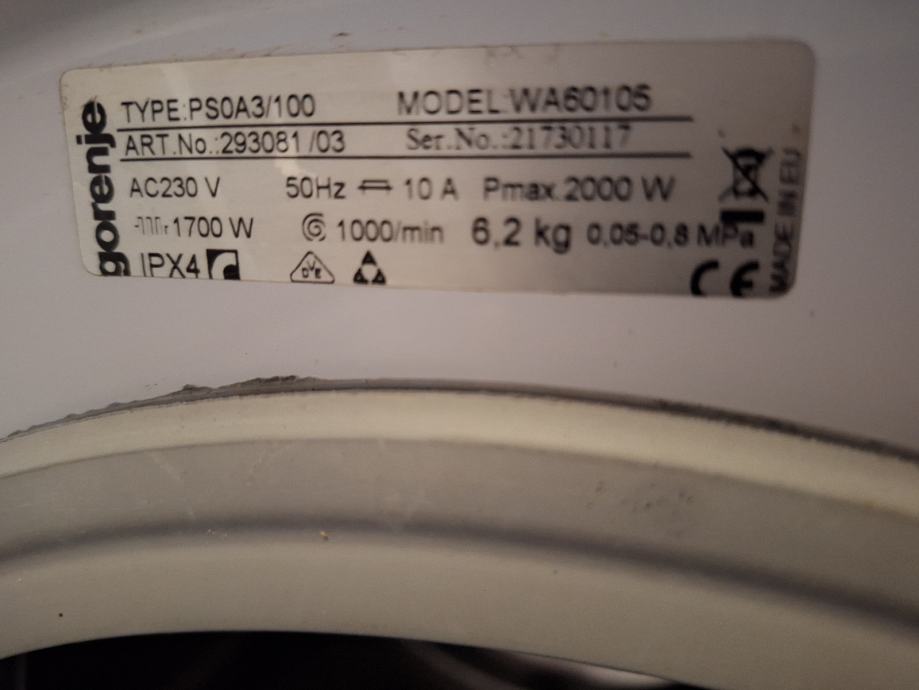 gorenje
TYPE:PS0A3/100 MODEL:WA60105
ART.No.:293081/03 Ser.No.:21730117
AC230 V 50Hz 10 A Pmax.2000 W
1700 W 1000/min 6,2 kg 0,05-0,8 MPa
IPX4 DVE CE
MADE IN EU